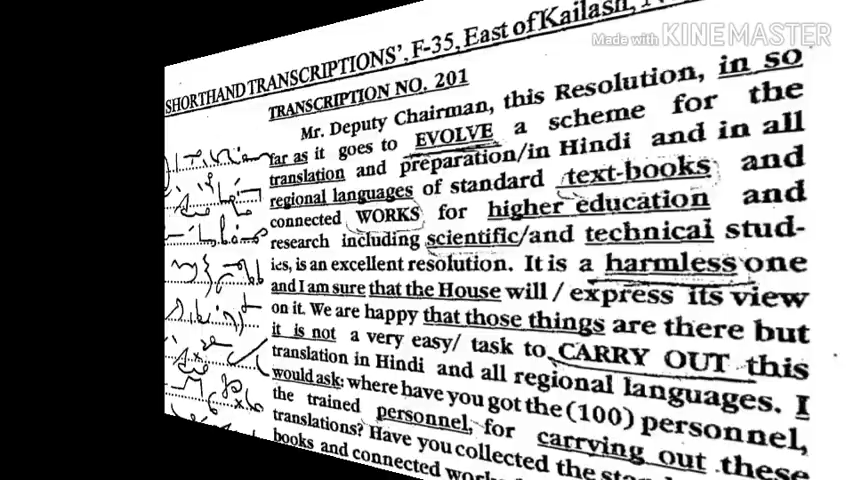 SHORTHAND TRANSCRIPTIONS', F-35, East of Kailash,
Made with KINEMASTER
TRANSCRIPTION NO. 201
Mr. Deputy Chairman, this Resolution, in so
far as it goes to EVOLVE a scheme for the
translation and preparation/in Hindi and in all
regional languages of standard text-books and
connected WORKS for higher education and
research including scientific/and technical stud-
ies, is an excellent resolution. It is a harmless one
and I am sure that the House will / express its view
on it. We are happy that those things are there but
it is not a very easy/ task to CARRY OUT this
translation in Hindi and all regional languages. I
would ask: where have you got the (100) personnel,
the trained personnel, for carrying out these
translations? Have you collected the
books and connected